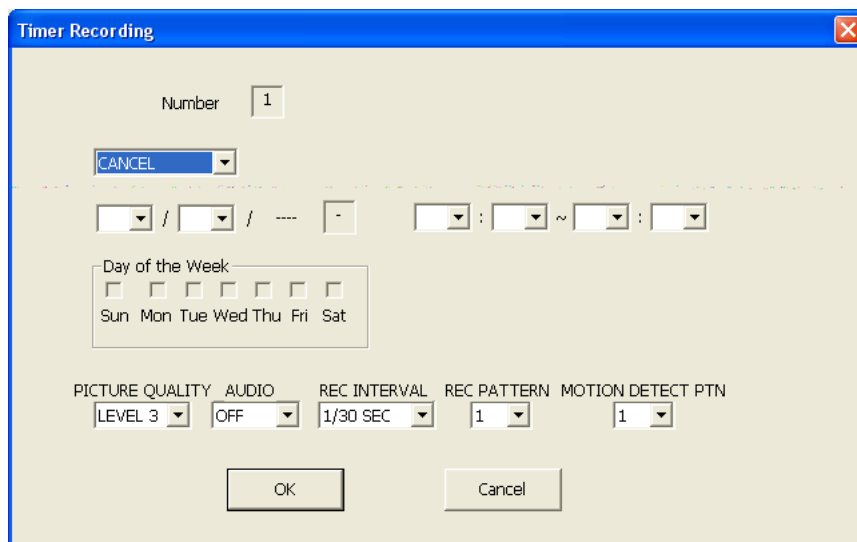 Timer Recording
Number 1
CANCEL
/ / ---- - : ~ :
Day of the Week
Sun Mon Tue Wed Thu Fri Sat
PICTURE QUALITY AUDIO REC INTERVAL REC PATTERN MOTION DETECT PTN
LEVEL 3 OFF 1/30 SEC 1 1
OK Cancel